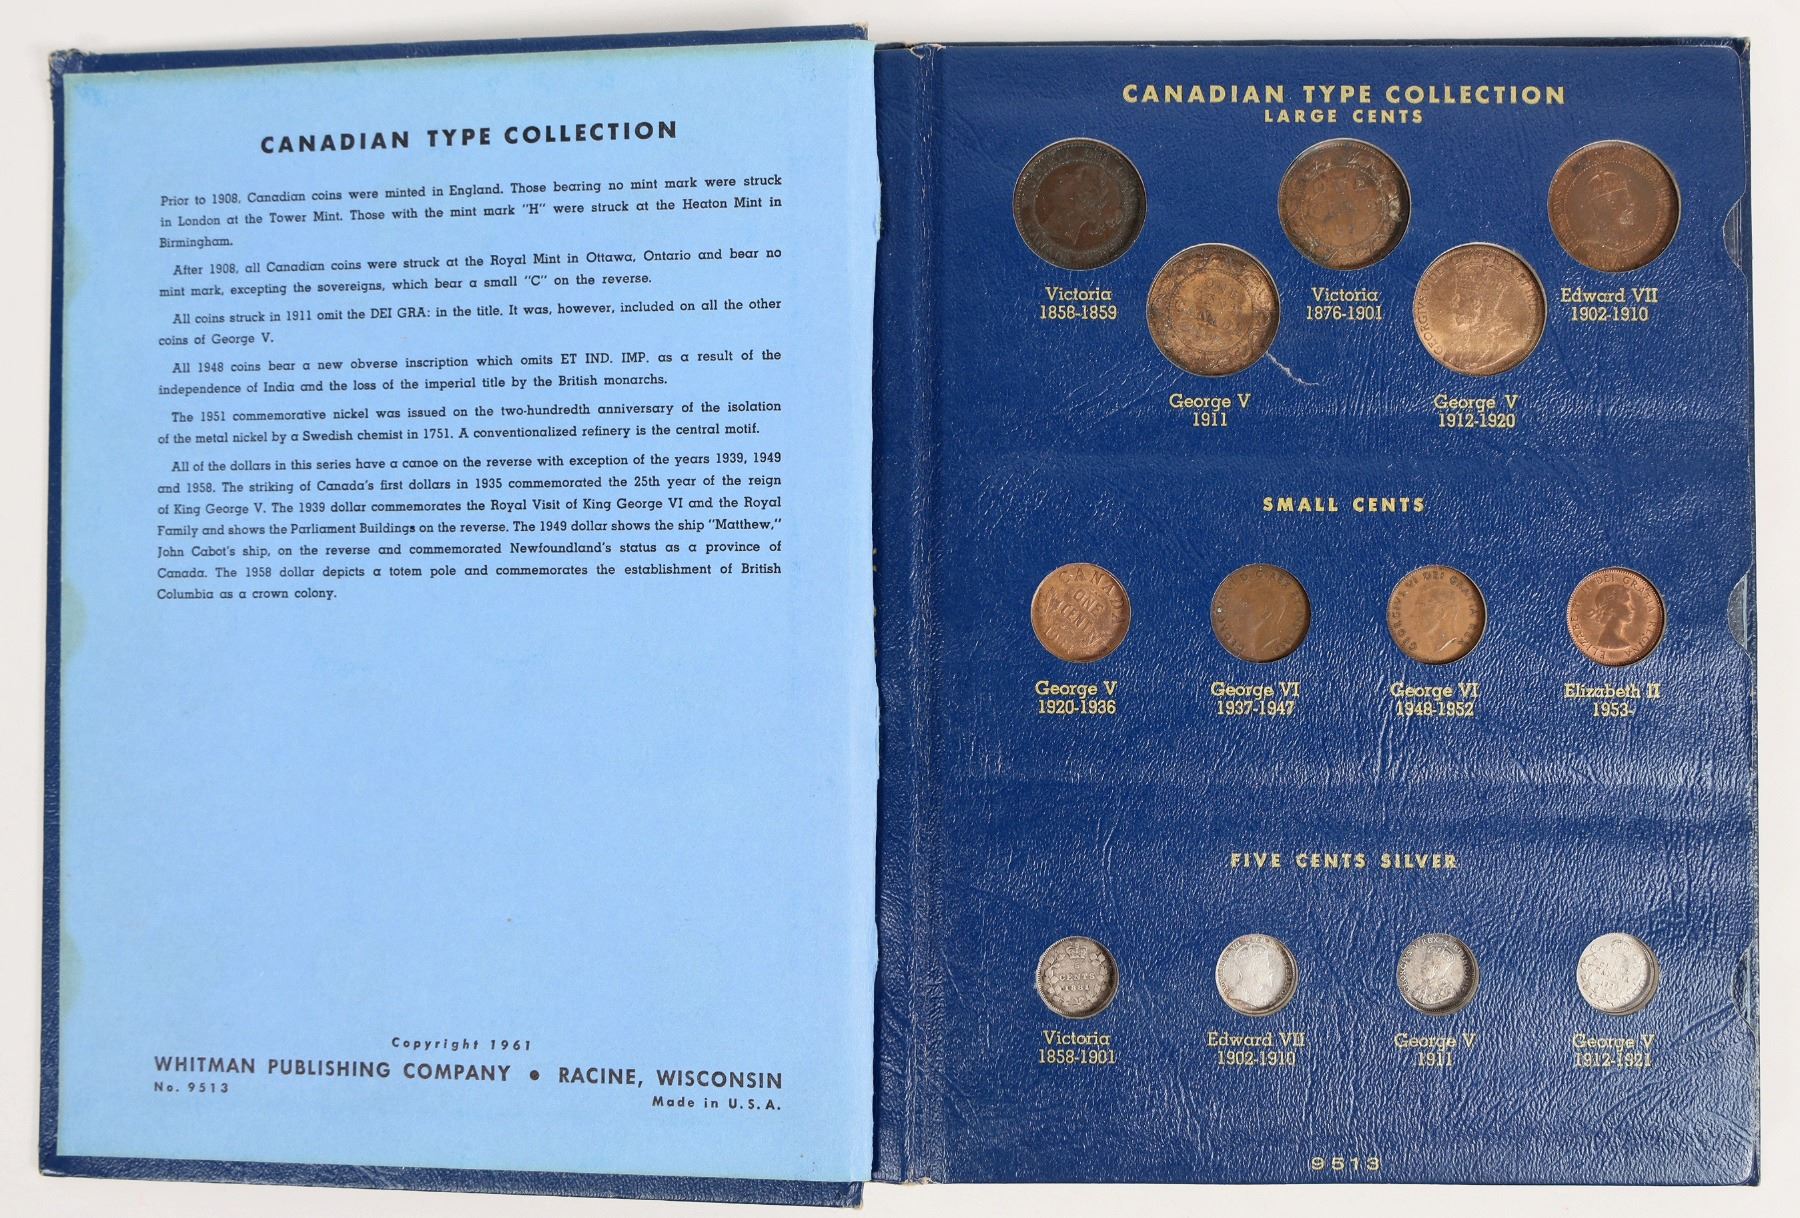 CANADIAN TYPE COLLECTION
Prior to 1908, Canadian coins were minted in England. Those bearing no mint mark were struck
in London at the Tower Mint. Those with the mint mark "H" were struck at the Heaton Mint in
Birmingham.
After 1908, all Canadian coins were struck at the Royal Mint in Ottawa, Ontario and bear no
mint mark, excepting the sovereigns, which bear a small "C" on the reverse.
All coins struck in 1911 omit the DEI GRA: in the title. It was, however, included on all the other
coins of George V.
All 1948 coins bear a new obverse inscription which omits ET IND. IMP. as a result of the
independence of India and the loss of the imperial title by the British monarchs.
The 1951 commemorative nickel was issued on the two-hundredth anniversary of the isolation
of the metal nickel by a Swedish chemist in 1751. A conventionalized refinery is the central motif.
All of the dollars in this series have a canoe on the reverse with exception of the years 1939, 1949
and 1958. The striking of Canada's first dollars in 1935 commemorated the 25th year of the reign
of King George V. The 1939 dollar commemorates the Royal Visit of King George VI and the Royal
Family and shows the Parliament Buildings on the reverse. The 1949 dollar shows the ship "Matthew,"
John Cabot's ship, on the reverse and commemorated Newfoundland's status as a province of
Canada. The 1958 dollar depicts a totem pole and commemorates the establishment of British
Columbia as a crown colony.
Copyright 1961
WHITMAN PUBLISHING COMPANY • RACINE, WISCONSIN
No. 9513
Made in U.S.A.
CANADIAN TYPE COLLECTION
LARGE CENTS
Victoria
1858-1859
Victoria
1876-1901
Edward VII
1902-1910
George V
1911
George V
1912-1920
SMALL CENTS
CANADA
ONE
CENT
GEORGIVS VI DEI GRATIA REX
ELIZABETH II DEI GRATIA REGINA
George V
1920-1936
George VI
1937-1947
George VI
1948-1952
Elizabeth II
1953-
FIVE CENTS SILVER
CENTS
1881
Victoria
1858-1901
Edward VII
1902-1910
George V
1911
George V
1912-1921
9513